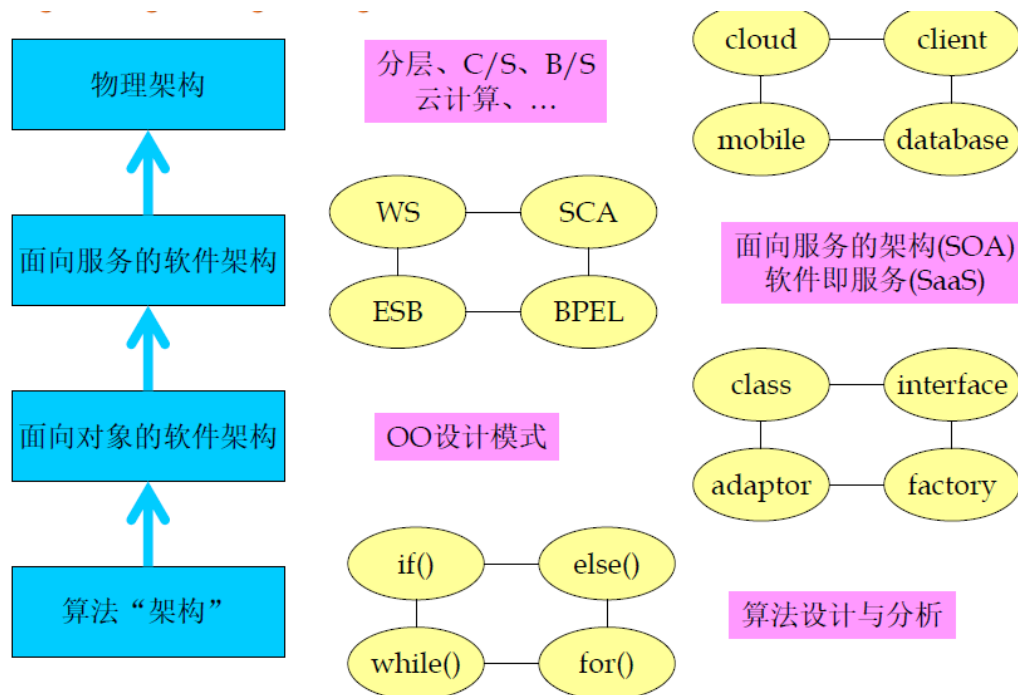 物理架构
分层、C/S、B/S
云计算、...
cloud
client
mobile
database
面向服务的软件架构
WS
SCA
ESB
BPEL
面向服务的架构(SOA)
软件即服务(SaaS)
面向对象的软件架构
OO设计模式
class
interface
adaptor
factory
算法“架构”
if()
else()
while()
for()
算法设计与分析